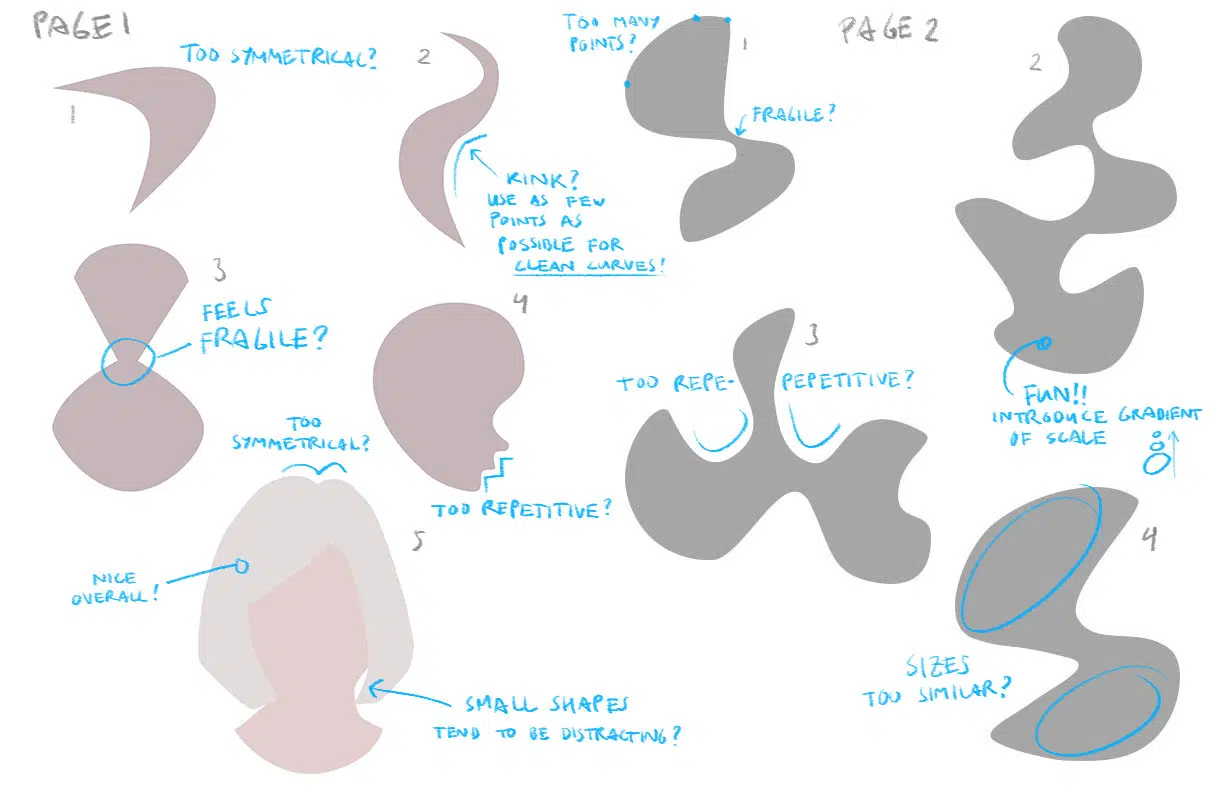 PAGE 1
TOO SYMMETRICAL?
1
2
KINK?
USE AS FEW
POINTS AS
POSSIBLE FOR
CLEAN CURVES!
3
FEELS
FRAGILE?
4
TOO REPETITIVE?
TOO
SYMMETRICAL?
5
NICE
OVERALL!
SMALL SHAPES
TEND TO BE DISTRACTING?
PAGE 2
TOO MANY
POINTS?
1
FRAGILE?
2
FUN!!
INTRODUCE GRADIENT
OF SCALE
3
TOO REPE- PEPETITIVE?
4
SIZES
TOO SIMILAR?